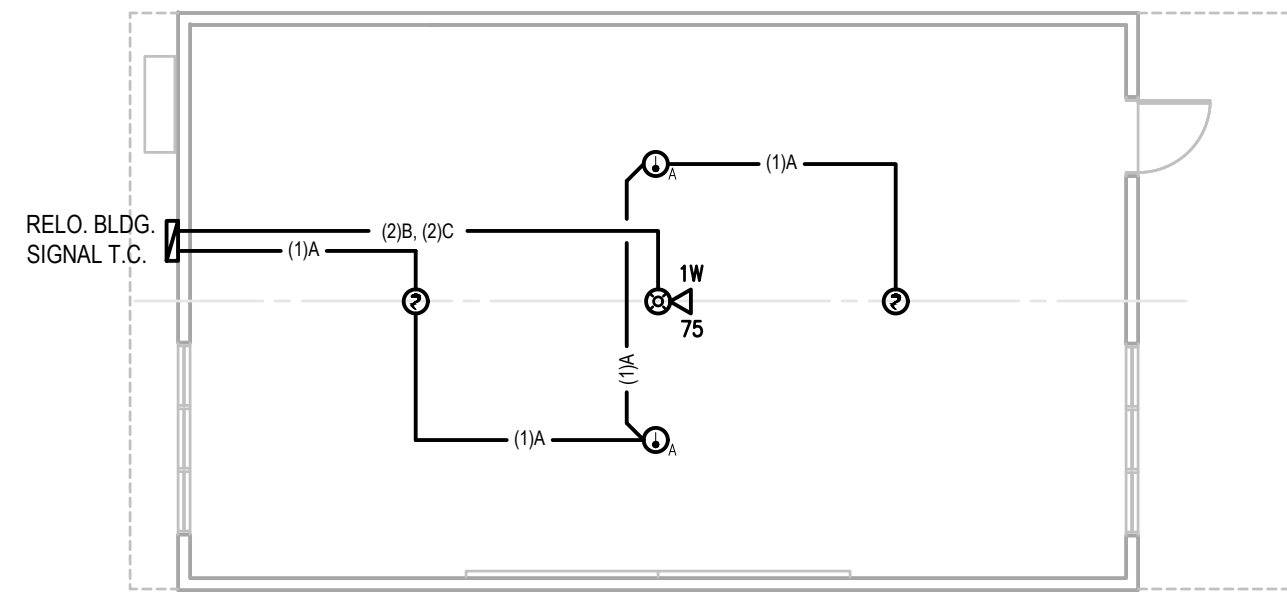 (1)A
A
RELO. BLDG.
SIGNAL T.C.
(2)B, (2)C
(1)A
1W
75
(1)A
(1)A
A